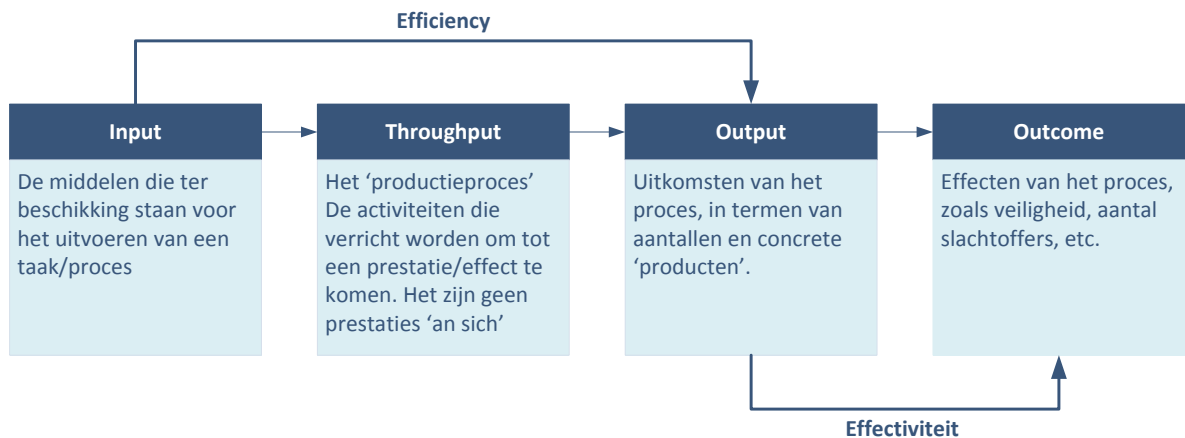 Efficiency
Input
De middelen die ter
beschikking staan voor
het uitvoeren van een
taak/proces
Throughput
Het ‘productieproces’
De activiteiten die
verricht worden om tot
een prestatie/effect te
komen. Het zijn geen
prestaties ‘an sich’
Output
Uitkomsten van het
proces, in termen van
aantallen en concrete
‘producten’.
Outcome
Effecten van het proces,
zoals veiligheid, aantal
slachtoffers, etc.
Effectiviteit